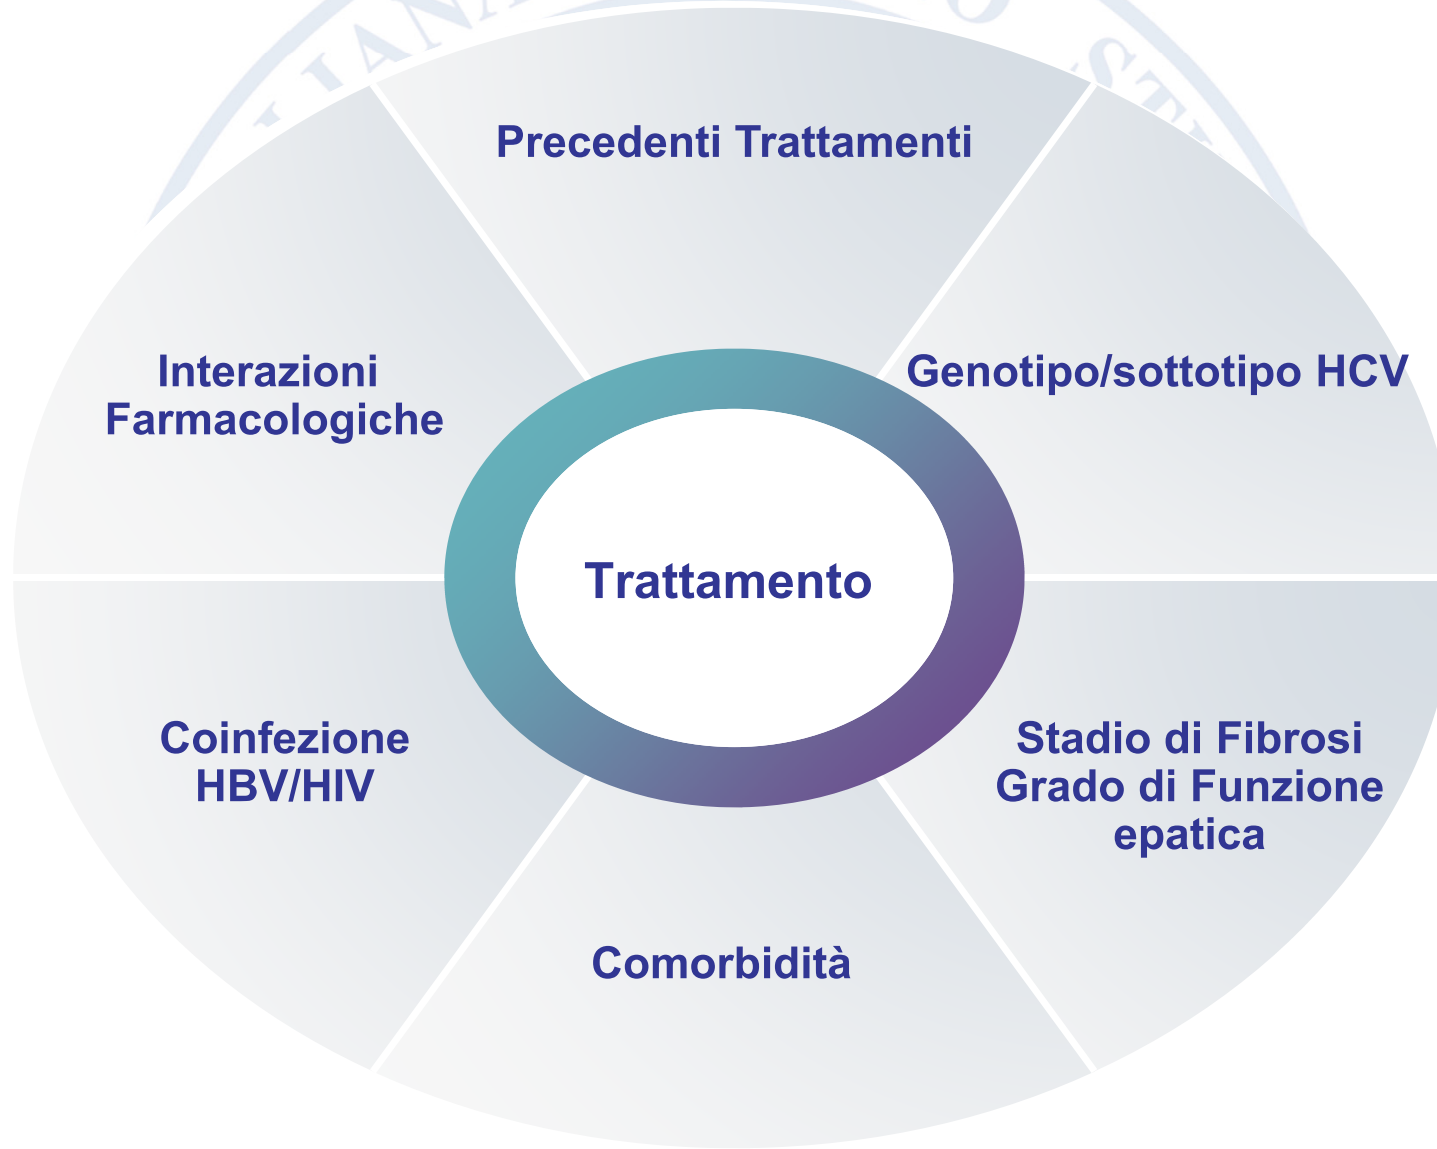 Precedenti Trattamenti
Interazioni
Farmacologiche
Genotipo/sottotipo HCV
Trattamento
Coinfezione
HBV/HIV
Stadio di Fibrosi
Grado di Funzione
epatica
Comorbidità